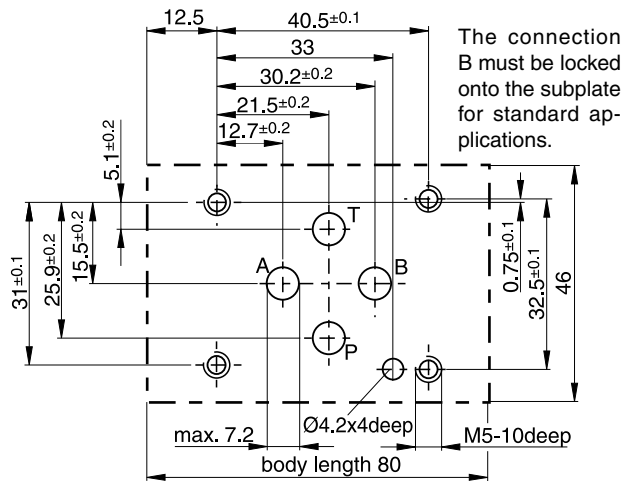 12.5
40.5±0.1
33
30.2±0.2
21.5±0.2
12.7±0.2
The connection
B must be locked
onto the subplate
for standard ap-
plications.
5.1±0.2
T
A
B
P
31±0.1
25.9±0.2
15.5±0.2
0.75±0.1
32.5±0.1
46
Ø4.2x4deep
max. 7.2
M5-10deep
body length 80